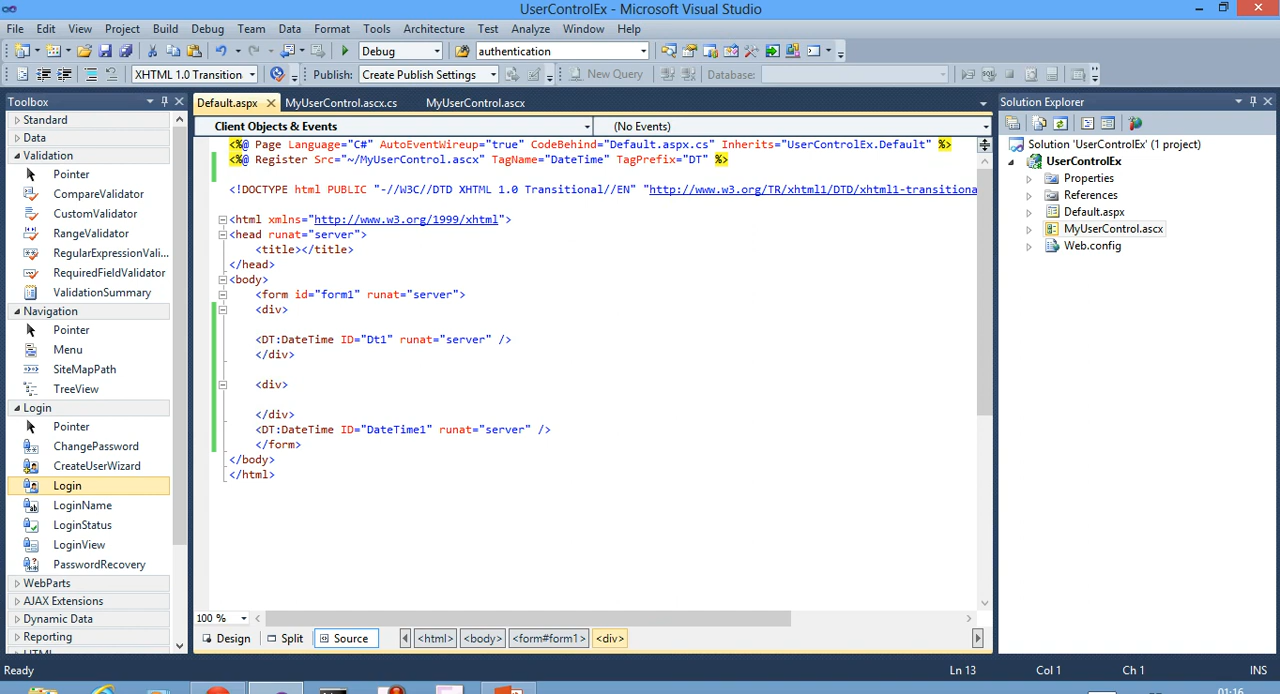 UserControlEx - Microsoft Visual Studio
File Edit View Project Build Debug Team Data Format Tools Architecture Test Analyze Window Help
Debug authentication
XHTML 1.0 Transition Publish: Create Publish Settings New Query Database:
Toolbox
Standard
Data
Validation
Pointer
CompareValidator
CustomValidator
RangeValidator
RegularExpressionVali...
RequiredFieldValidator
ValidationSummary
Navigation
Pointer
Menu
SiteMapPath
TreeView
Login
Pointer
ChangePassword
CreateUserWizard
Login
LoginName
LoginStatus
LoginView
PasswordRecovery
WebParts
AJAX Extensions
Dynamic Data
Reporting
Default.aspx MyUserControl.ascx.cs MyUserControl.ascx
Client Objects & Events (No Events)
<%@ Page Language="C#" AutoEventWireup="true" CodeBehind="Default.aspx.cs" Inherits="UserControlEx.Default" %>
<%@ Register Src="~/MyUserControl.ascx" TagName="DateTime" TagPrefix="DT" %>
<!DOCTYPE html PUBLIC "-//W3C//DTD XHTML 1.0 Transitional//EN" "http://www.w3.org/TR/xhtml1/DTD/xhtml1-transitiona
<html xmlns="http://www.w3.org/1999/xhtml">
<head runat="server">
<title></title>
</head>
<body>
<form id="form1" runat="server">
<div>
<DT:DateTime ID="Dt1" runat="server" />
</div>
<div>
</div>
<DT:DateTime ID="DateTime1" runat="server" />
</form>
</body>
</html>
100 %
Design Split Source <html> <body> <form#form1> <div>
Solution Explorer
Solution 'UserControlEx' (1 project)
UserControlEx
Properties
References
Default.aspx
MyUserControl.ascx
Web.config
Ready Ln 13 Col 1 Ch 1 INS
01:16